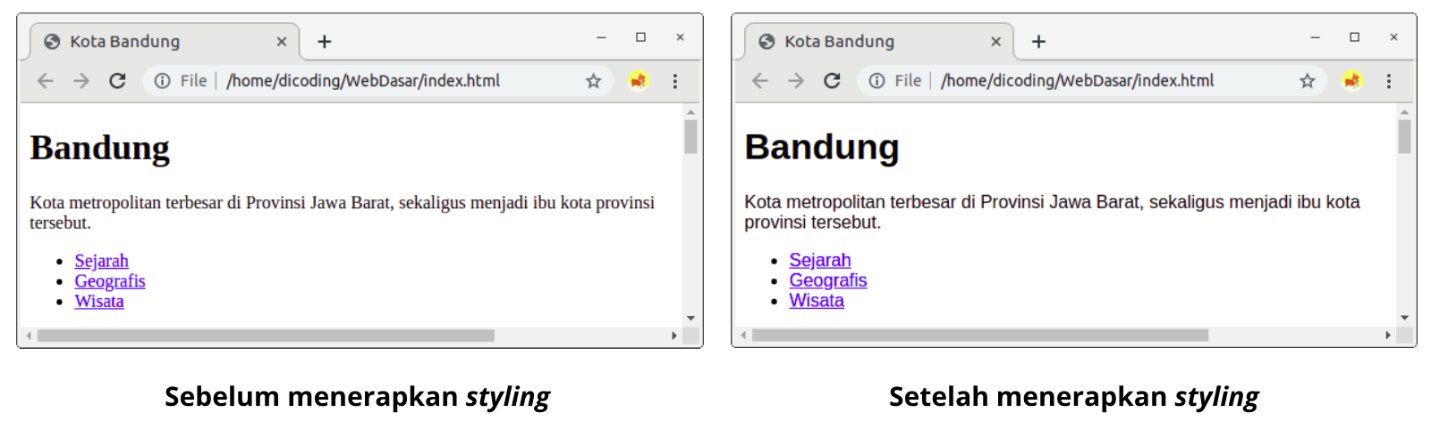 Kota Bandung
File | /home/dicoding/WebDasar/index.html
Bandung
Kota metropolitan terbesar di Provinsi Jawa Barat, sekaligus menjadi ibu kota provinsi
tersebut.
Sejarah
Geografis
Wisata
Sebelum menerapkan styling
Kota Bandung
File | /home/dicoding/WebDasar/index.html
Bandung
Kota metropolitan terbesar di Provinsi Jawa Barat, sekaligus menjadi ibu kota
provinsi tersebut.
Sejarah
Geografis
Wisata
Setelah menerapkan styling